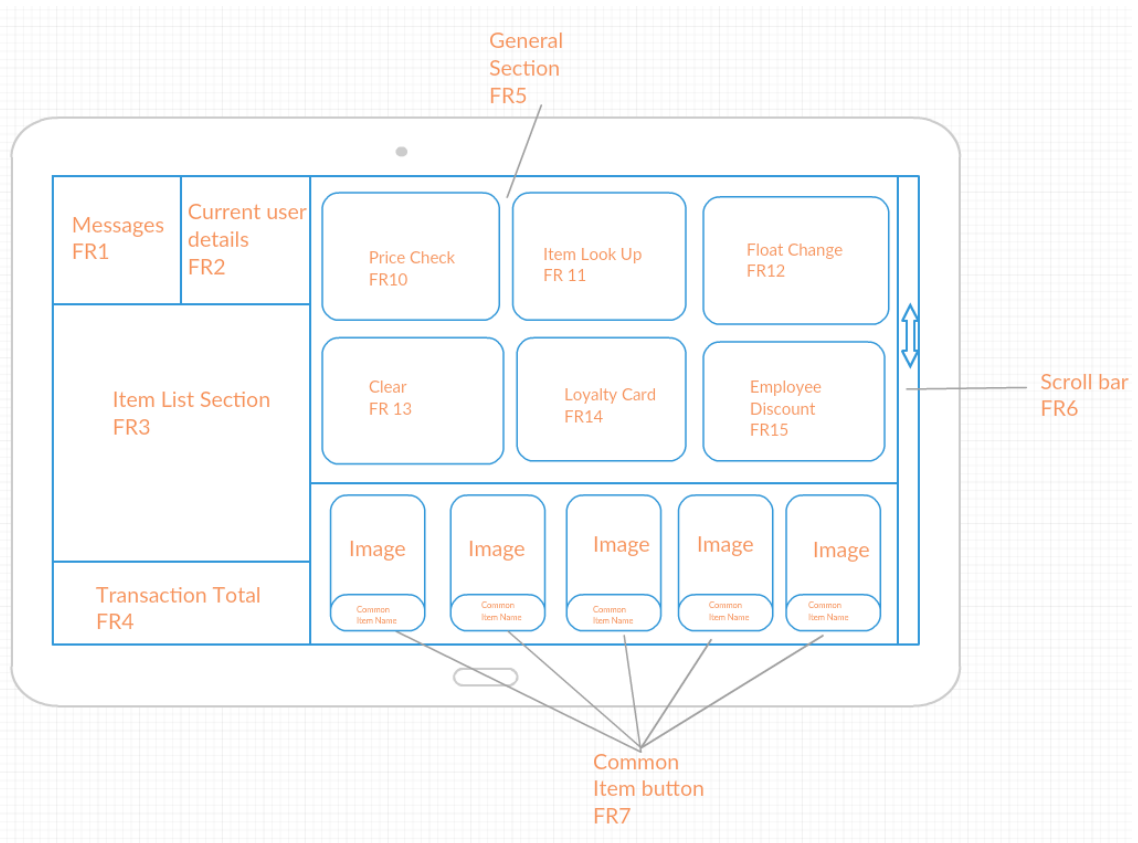 General
Section
FR5
Messages
FR1
Current user
details
FR2
Price Check
FR10
Item Look Up
FR 11
Float Change
FR12
Item List Section
FR3
Clear
FR 13
Loyalty Card
FR14
Employee
Discount
FR15
Scroll bar
FR6
Transaction Total
FR4
Image
Common
Item Name
Image
Common
Item Name
Image
Common
Item Name
Image
Common
Item Name
Image
Common
Item Name
Common
Item button
FR7